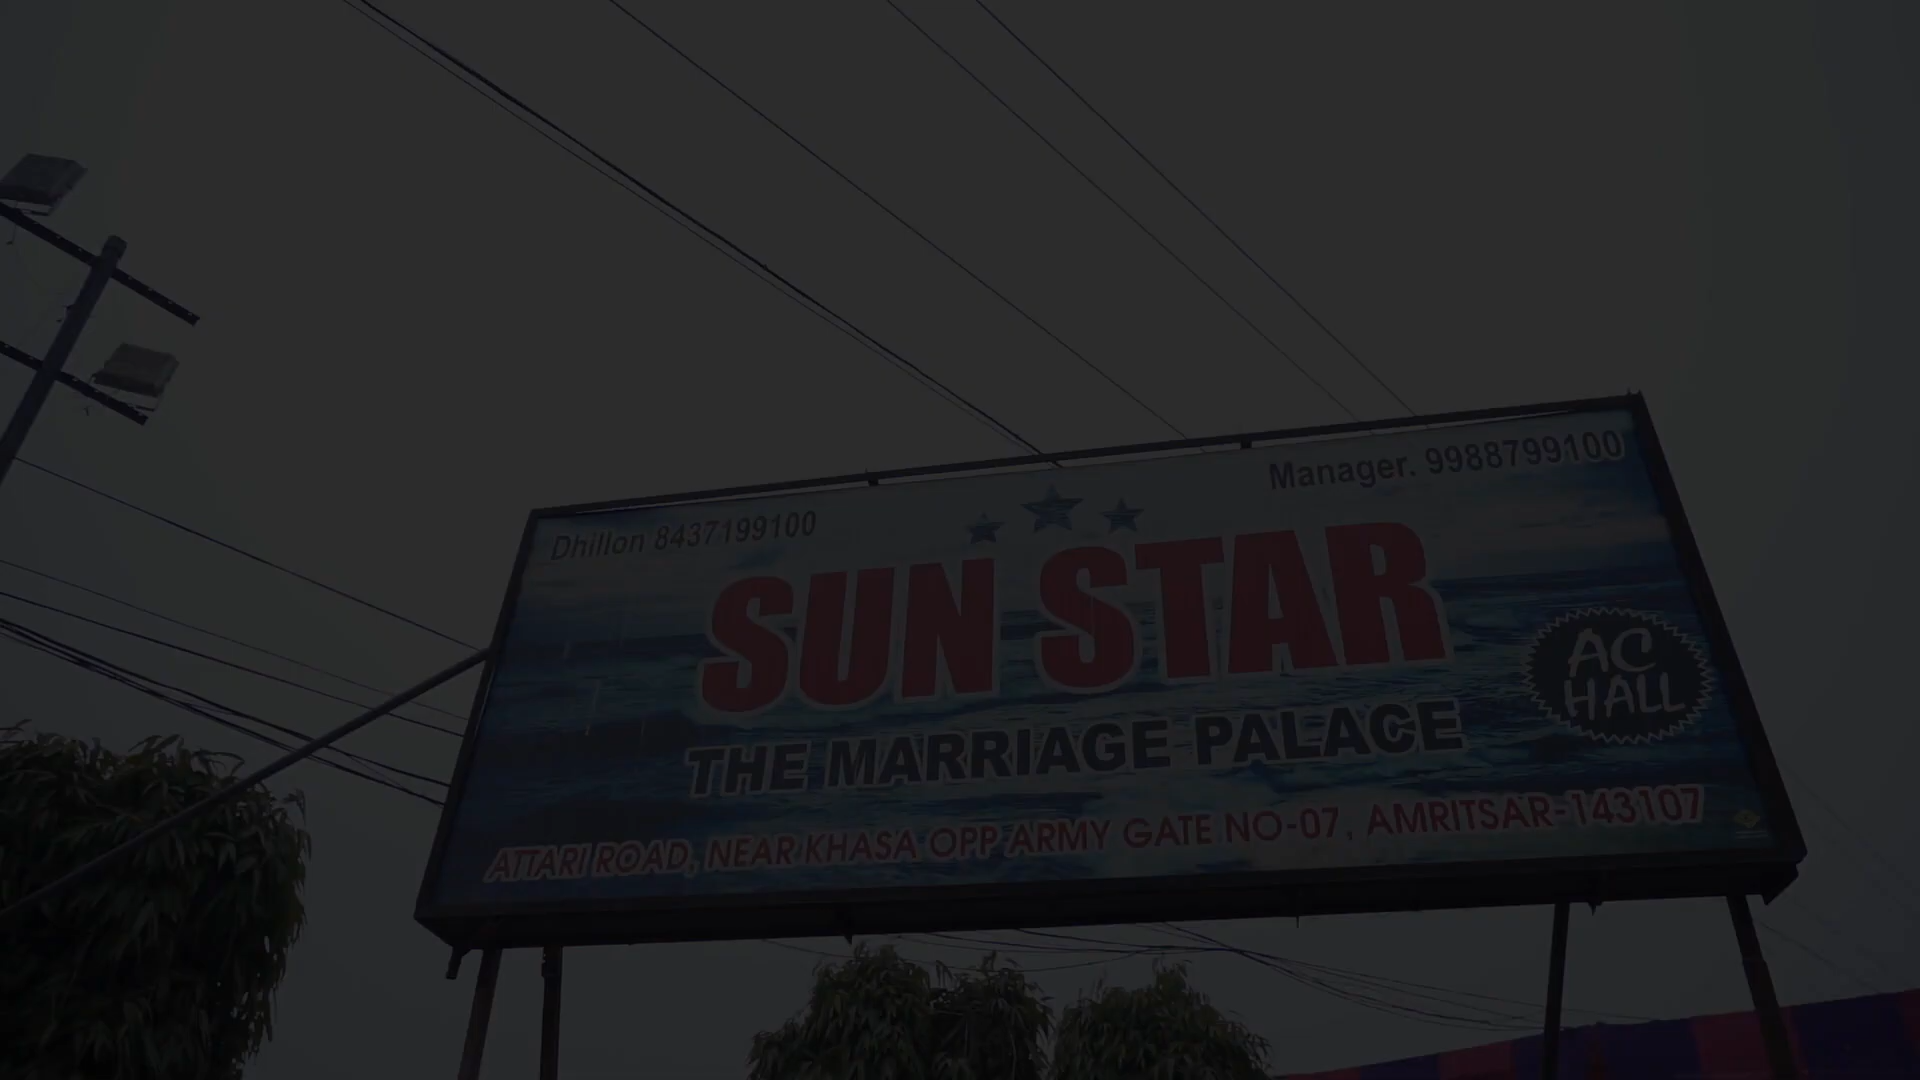 Dhillon 8437199100
Manager. 9988799100
SUN STAR
THE MARRIAGE PALACE
AC
HALL
ATTARI ROAD, NEAR KHASA OPP ARMY GATE NO-07, AMRITSAR-143107